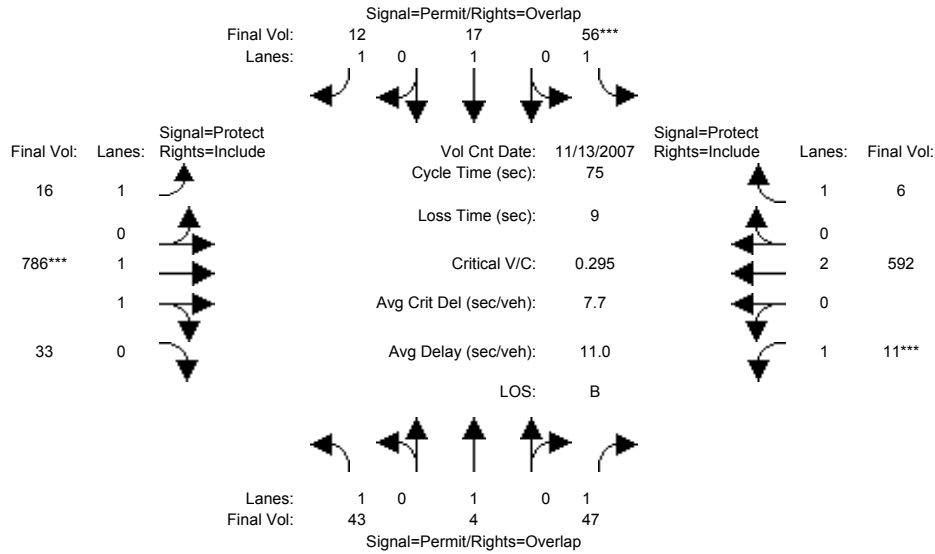 Signal=Permit/Rights=Overlap
Final Vol: 12 17 56***
Lanes: 1 0 1 0 1
Signal=Protect Signal=Protect
Final Vol: Lanes: Rights=Include Vol Cnt Date: 11/13/2007 Rights=Include Lanes: Final Vol:
Cycle Time (sec): 75
16 1 1 6
Loss Time (sec): 9
0 0
786*** 1 Critical V/C: 0.295 2 592
1 Avg Crit Del (sec/veh): 7.7 0
33 0 Avg Delay (sec/veh): 11.0 1 11***
LOS: B
Lanes: 1 0 1 0 1
Final Vol: 43 4 47
Signal=Permit/Rights=Overlap